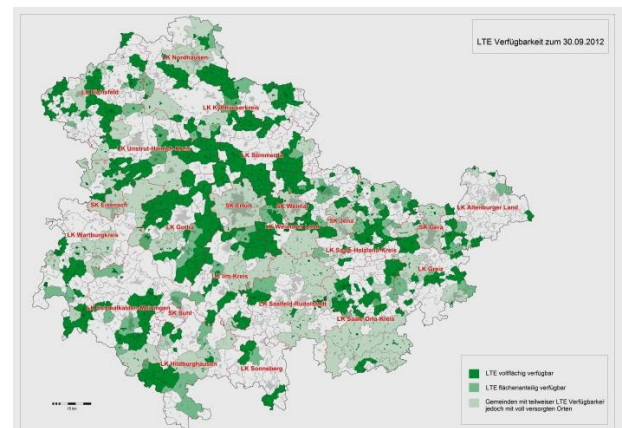 LTE Verfügbarkeit zum 30.09.2012
LK Nordhausen
LK Eichsfeld
LK Kyffhäuserkreis
LK Unstrut-Hainich-Kreis
LK Sömmerda
SK Eisenach
SK Erfurt
SK Weimar
SK Jena
SK Gera
LK Altenburger Land
LK Wartburgkreis
LK Gotha
LK Weimarer Land
LK Saale-Holzland-Kreis
LK Greiz
LK Ilm-Kreis
LK Schmalkalden-Meiningen
SK Suhl
LK Saalfeld-Rudolstadt
LK Saale-Orla-Kreis
LK Hildburghausen
LK Sonneberg
LTE vollflächig verfügbar
LTE flächenanteilig verfügbar
Gemeinden mit teilweiser LTE Verfügbarkei
jedoch mit voll versorgten Orten